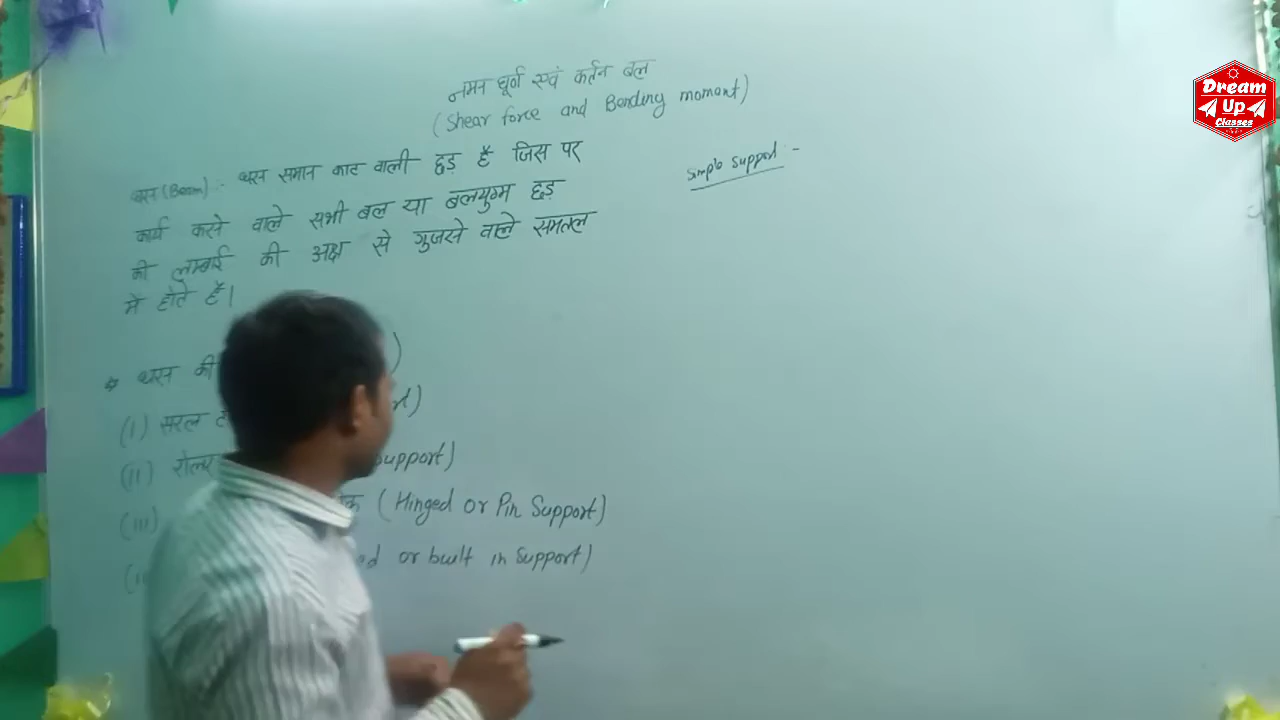 नमन घूर्ण एवं कर्तन बल
(Shear force and Bending moment)
धरन (Beam) :- धरन समान काट वाली छड़ है जिस पर
कार्य करने वाले सभी बल या बलयुग्म छड़
की लम्बाई की अक्ष से गुजरने वाले समतल
में होते हैं।
* धरन की
(i) सरल
(ii) रोलर Support)
(iii) (Hinged or Pin Support)
or built in Support)
Simple Support :-
Dream
Up
Classes